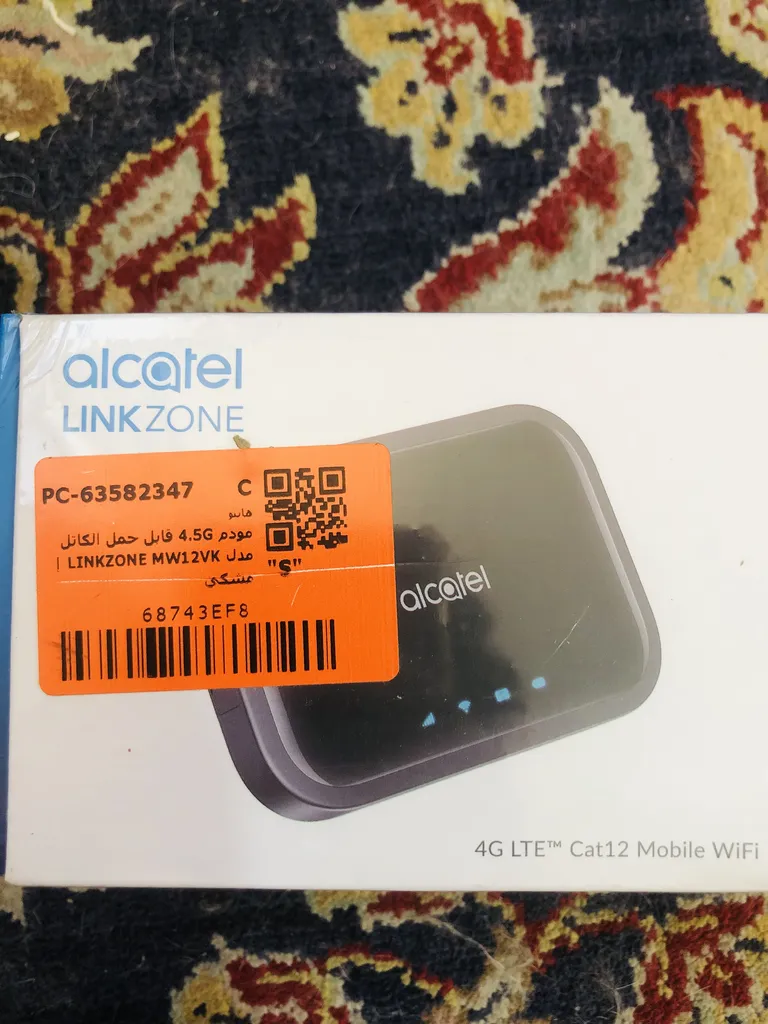 alcatel
LINKZONE
PC-63582347 C
هایبو
مودم 4.5G قابل حمل الکاتل
مدل LINKZONE MW12VK |
مشکی
"S"
68743EF8
alcatel
4G LTE™ Cat12 Mobile WiFi